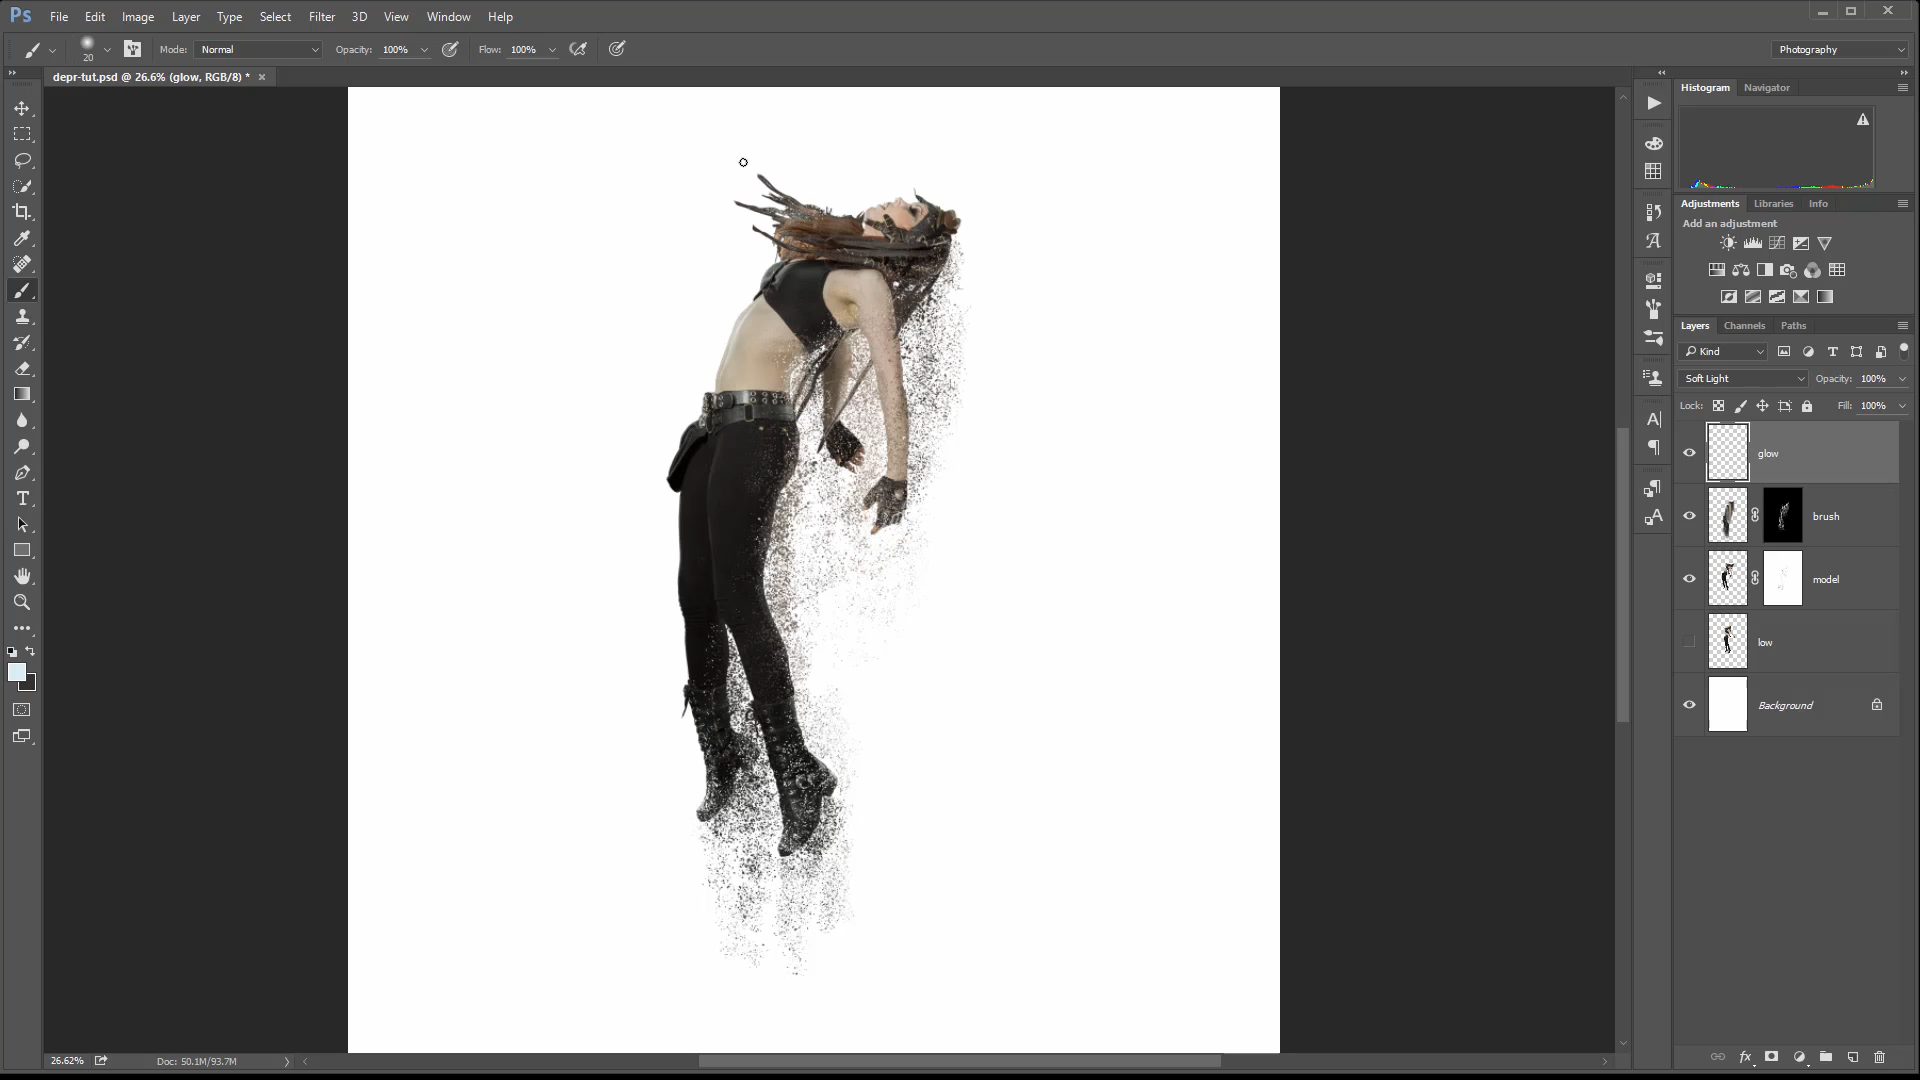 Ps File Edit Image Layer Type Select Filter 3D View Window Help
20 Mode: Normal Opacity: 100% Flow: 100% Photography
depr-tut.psd @ 26.6% (glow, RGB/8) *
Histogram Navigator
Adjustments Libraries Info
Add an adjustment
Layers Channels Paths
Kind
Soft Light Opacity: 100%
Lock: Fill: 100%
glow
brush
model
low
Background
26.62% Doc: 50.1M/93.7M